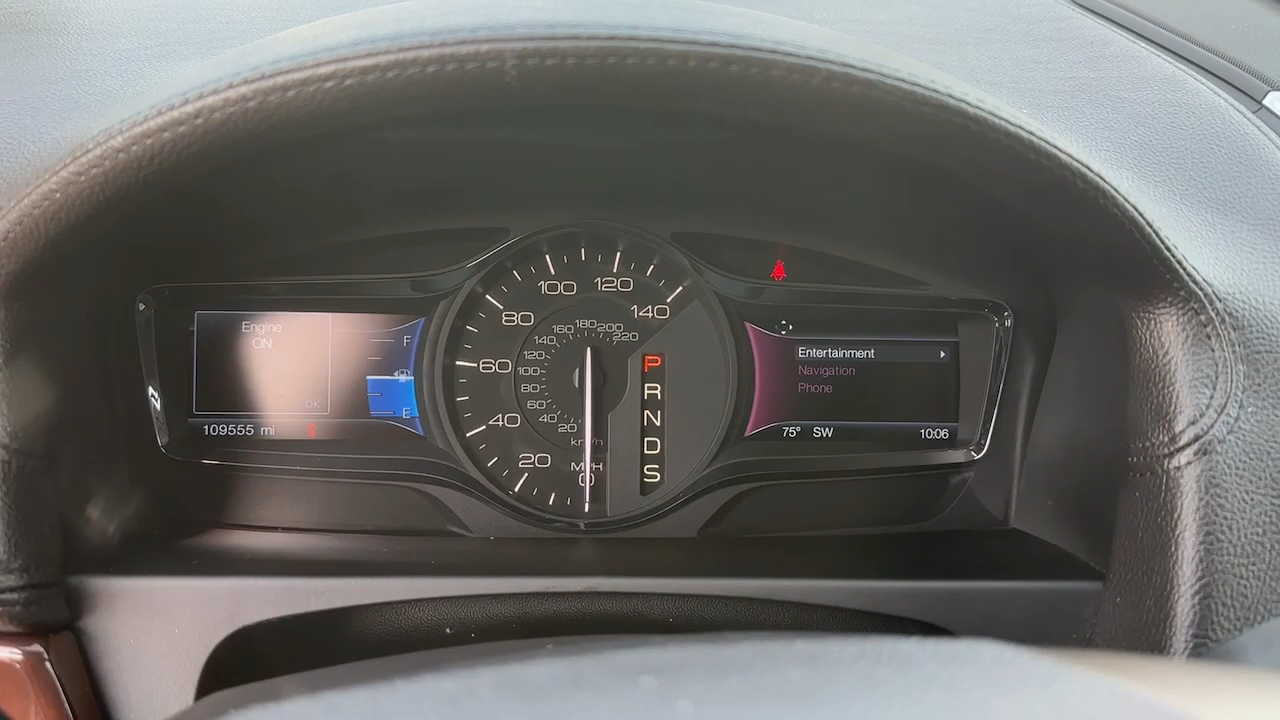 Engine
ON
OK
F
E
109555 mi
20
40
60
80
100
120
140
20
40
60
80
100
120
140
160
180
200
220
km/h
MPH
0
P
R
N
D
S
Entertainment
Navigation
Phone
75° SW
10:06